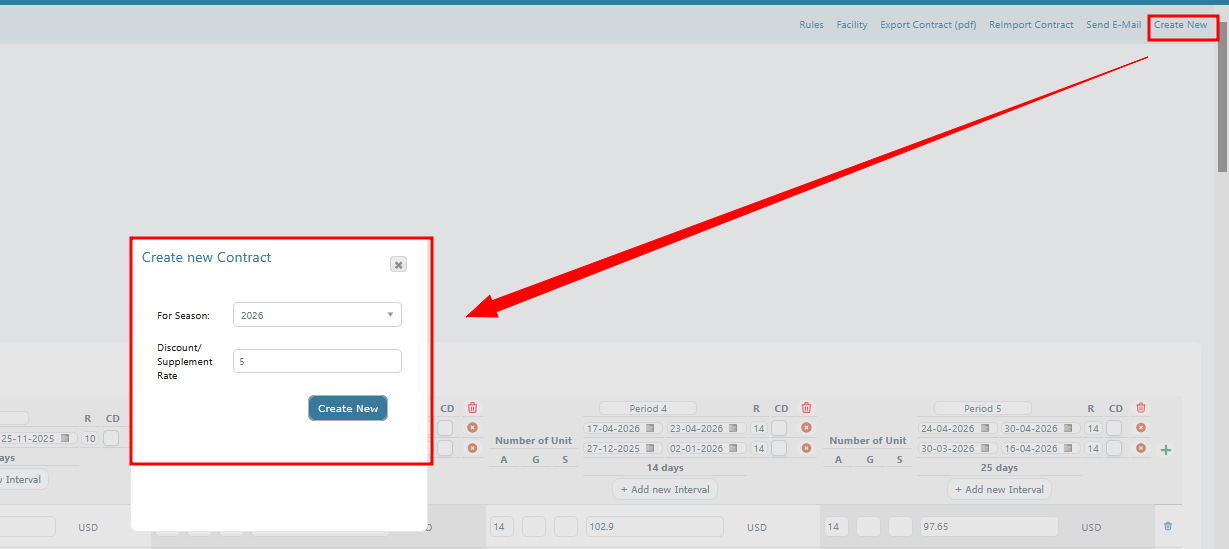 Rules Facility Export Contract (pdf) ReImport Contract Send E-Mail Create New
Create new Contract
For Season: 2026
Discount/
Supplement
Rate
5
Create New
R CD
25-11-2025 10
Interval
USD
CD
Number of Unit
A G S
Period 4 R CD
17-04-2026 23-04-2026 14
27-12-2025 02-01-2026 14
14 days
+ Add new Interval
14 102.9 USD
Number of Unit
A G S
Period 5 R CD
24-04-2026 30-04-2026 14
30-03-2026 16-04-2026 14
25 days
+ Add new Interval
14 97.65 USD